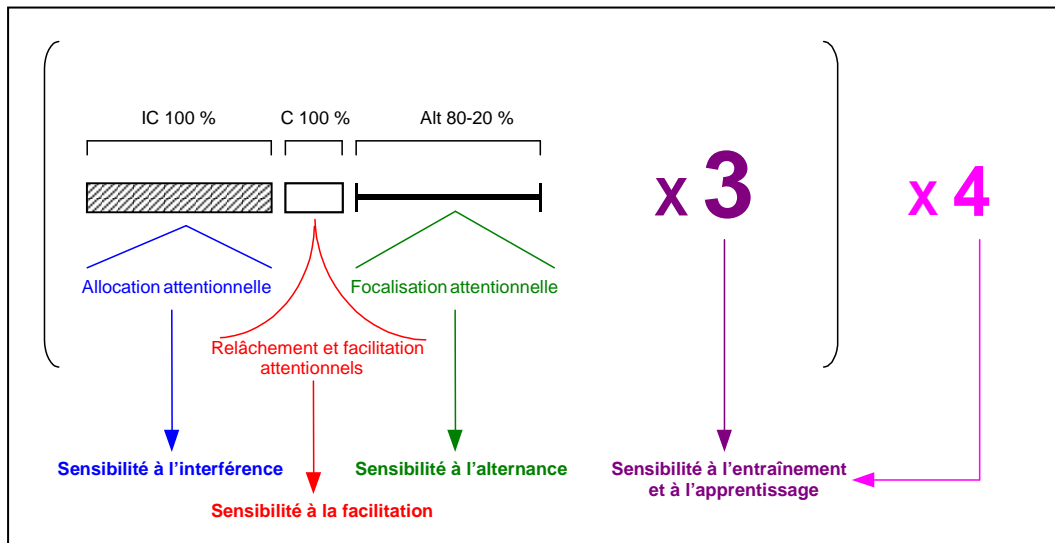 IC 100 %
C 100 %
Alt 80-20 %
x 3
x 4
Allocation attentionnelle
Focalisation attentionnelle
Relâchement et facilitation
attentionnels
Sensibilité à l'interférence
Sensibilité à l'alternance
Sensibilité à l'entraînement
et à l'apprentissage
Sensibilité à la facilitation